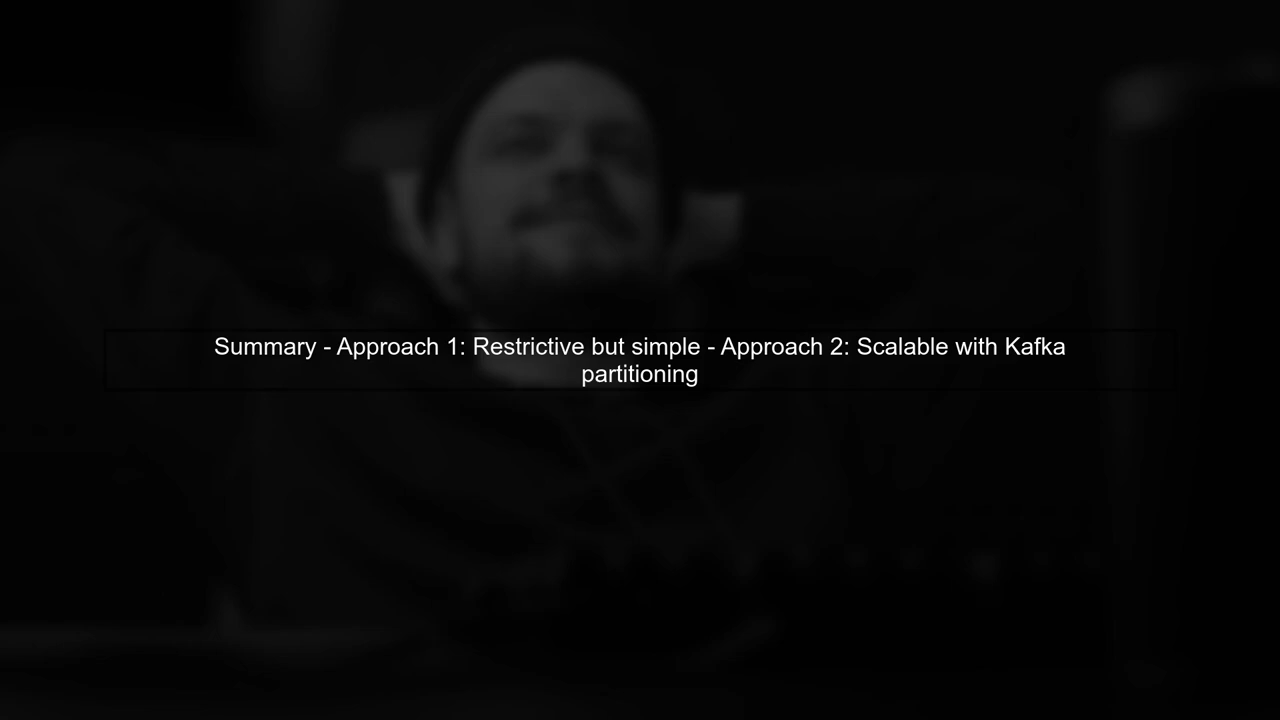 Summary - Approach 1: Restrictive but simple - Approach 2: Scalable with Kafka
partitioning